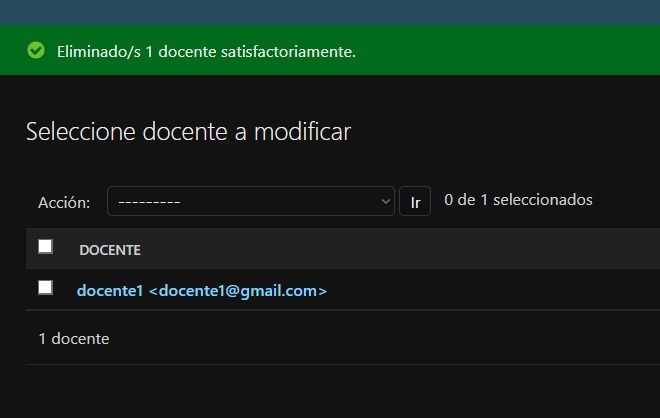 Eliminado/s 1 docente satisfactoriamente.
Seleccione docente a modificar
Acción: --------- Ir 0 de 1 seleccionados
DOCENTE
docente1 <docente1@gmail.com>
1 docente